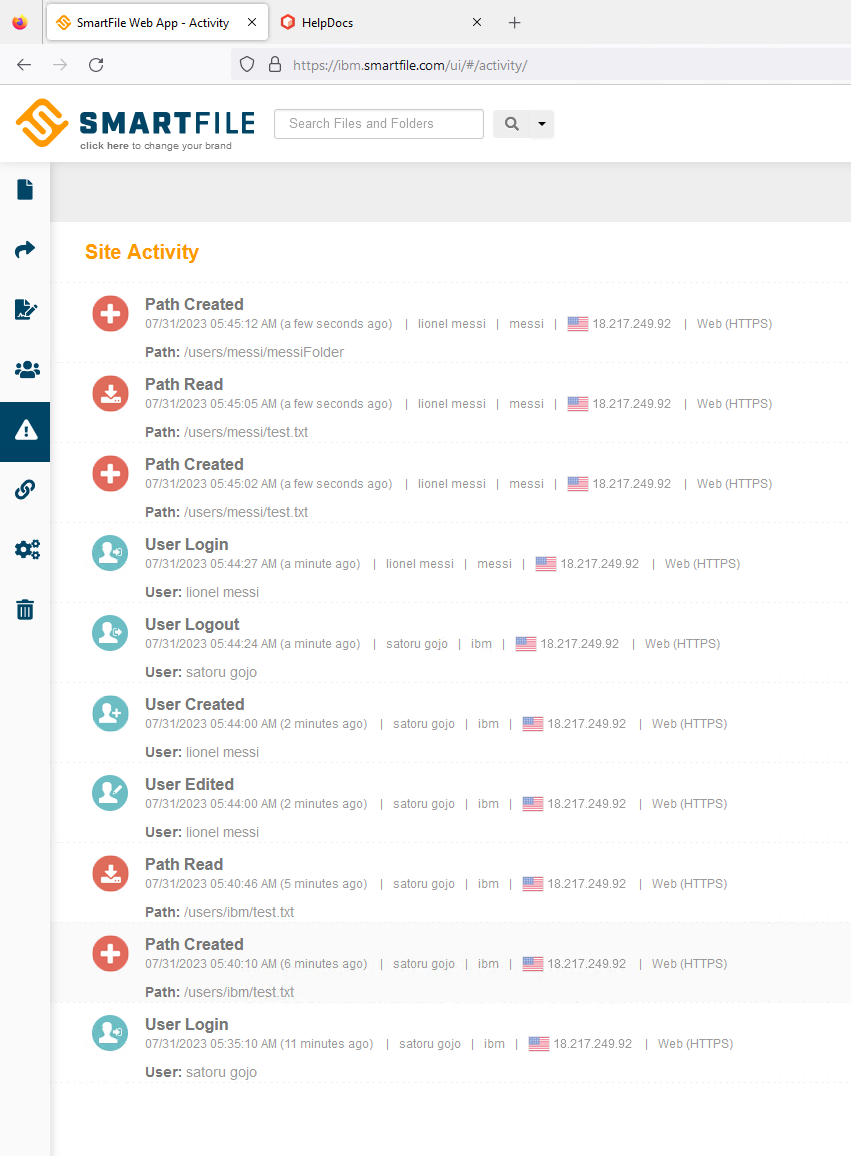 SmartFile Web App - Activity
HelpDocs
https://ibm.smartfile.com/ui/#/activity/
SMARTFILE
click here to change your brand
Search Files and Folders
Site Activity
Path Created
07/31/2023 05:45:12 AM (a few seconds ago) | lionel messi | messi | 18.217.249.92 | Web (HTTPS)
Path: /users/messi/messiFolder
Path Read
07/31/2023 05:45:05 AM (a few seconds ago) | lionel messi | messi | 18.217.249.92 | Web (HTTPS)
Path: /users/messi/test.txt
Path Created
07/31/2023 05:45:02 AM (a few seconds ago) | lionel messi | messi | 18.217.249.92 | Web (HTTPS)
Path: /users/messi/test.txt
User Login
07/31/2023 05:44:27 AM (a minute ago) | lionel messi | messi | 18.217.249.92 | Web (HTTPS)
User: lionel messi
User Logout
07/31/2023 05:44:24 AM (a minute ago) | satoru gojo | ibm | 18.217.249.92 | Web (HTTPS)
User: satoru gojo
User Created
07/31/2023 05:44:00 AM (2 minutes ago) | satoru gojo | ibm | 18.217.249.92 | Web (HTTPS)
User: lionel messi
User Edited
07/31/2023 05:44:00 AM (2 minutes ago) | satoru gojo | ibm | 18.217.249.92 | Web (HTTPS)
User: lionel messi
Path Read
07/31/2023 05:40:46 AM (5 minutes ago) | satoru gojo | ibm | 18.217.249.92 | Web (HTTPS)
Path: /users/ibm/test.txt
Path Created
07/31/2023 05:40:10 AM (6 minutes ago) | satoru gojo | ibm | 18.217.249.92 | Web (HTTPS)
Path: /users/ibm/test.txt
User Login
07/31/2023 05:35:10 AM (11 minutes ago) | satoru gojo | ibm | 18.217.249.92 | Web (HTTPS)
User: satoru gojo